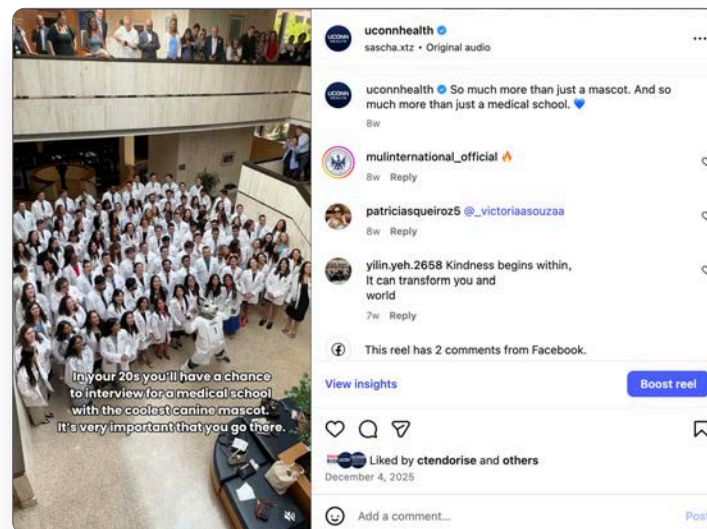 In your 20s you'll have a chance
to interview for a medical school
with the coolest canine mascot.
It's very important that you go there.
uconnhealth
sascha.xtz • Original audio
uconnhealth So much more than just a mascot. And so
much more than just a medical school. 💙
8w
mulinternational_official 🔥
8w Reply
patriciasqueiroz5 @_victoriaasouzaa
8w Reply
yilin.yeh.2658 Kindness begins within,
It can transform you and
world
7w Reply
This reel has 2 comments from Facebook.
View insights
Boost reel
Liked by ctendorise and others
December 4, 2025
Add a comment...
Post